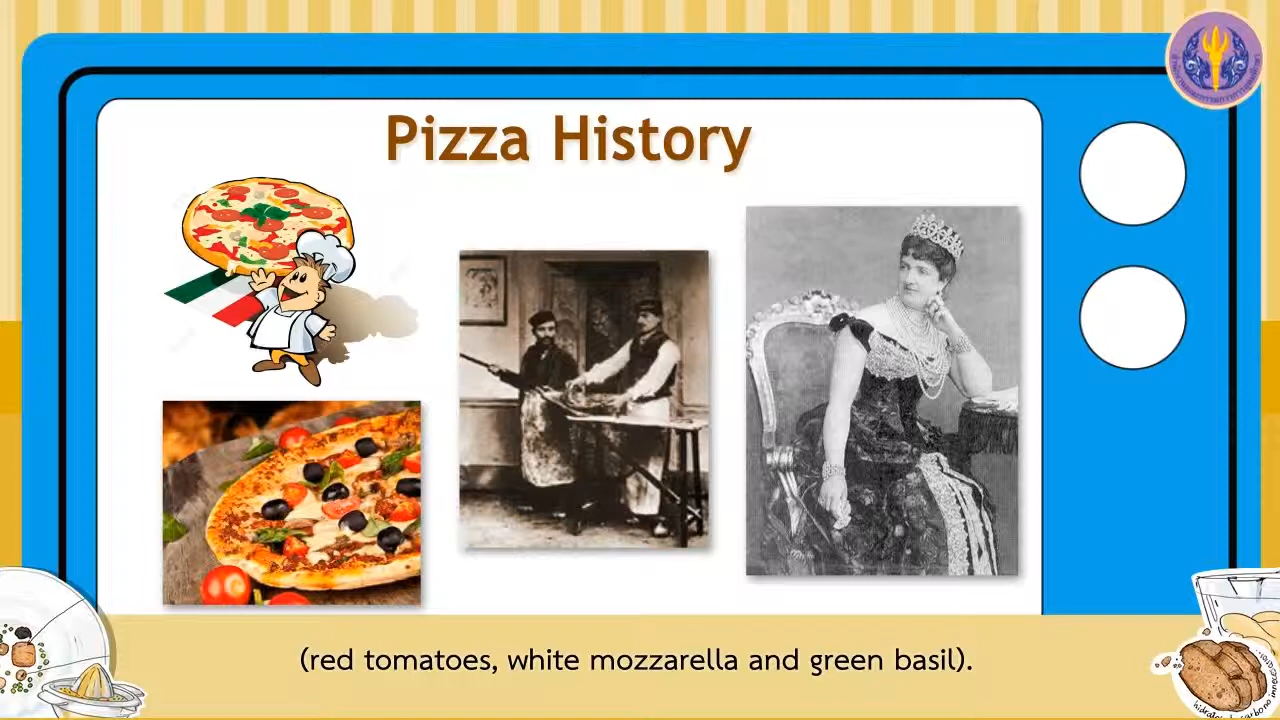 Pizza History
(red tomatoes, white mozzarella and green basil).